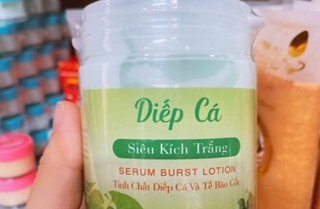 Diếp Cá
Siêu Kích Trắng
SERUM BURST LOTION
Tinh Chất Diếp Cá Và Tế Bào Gốc